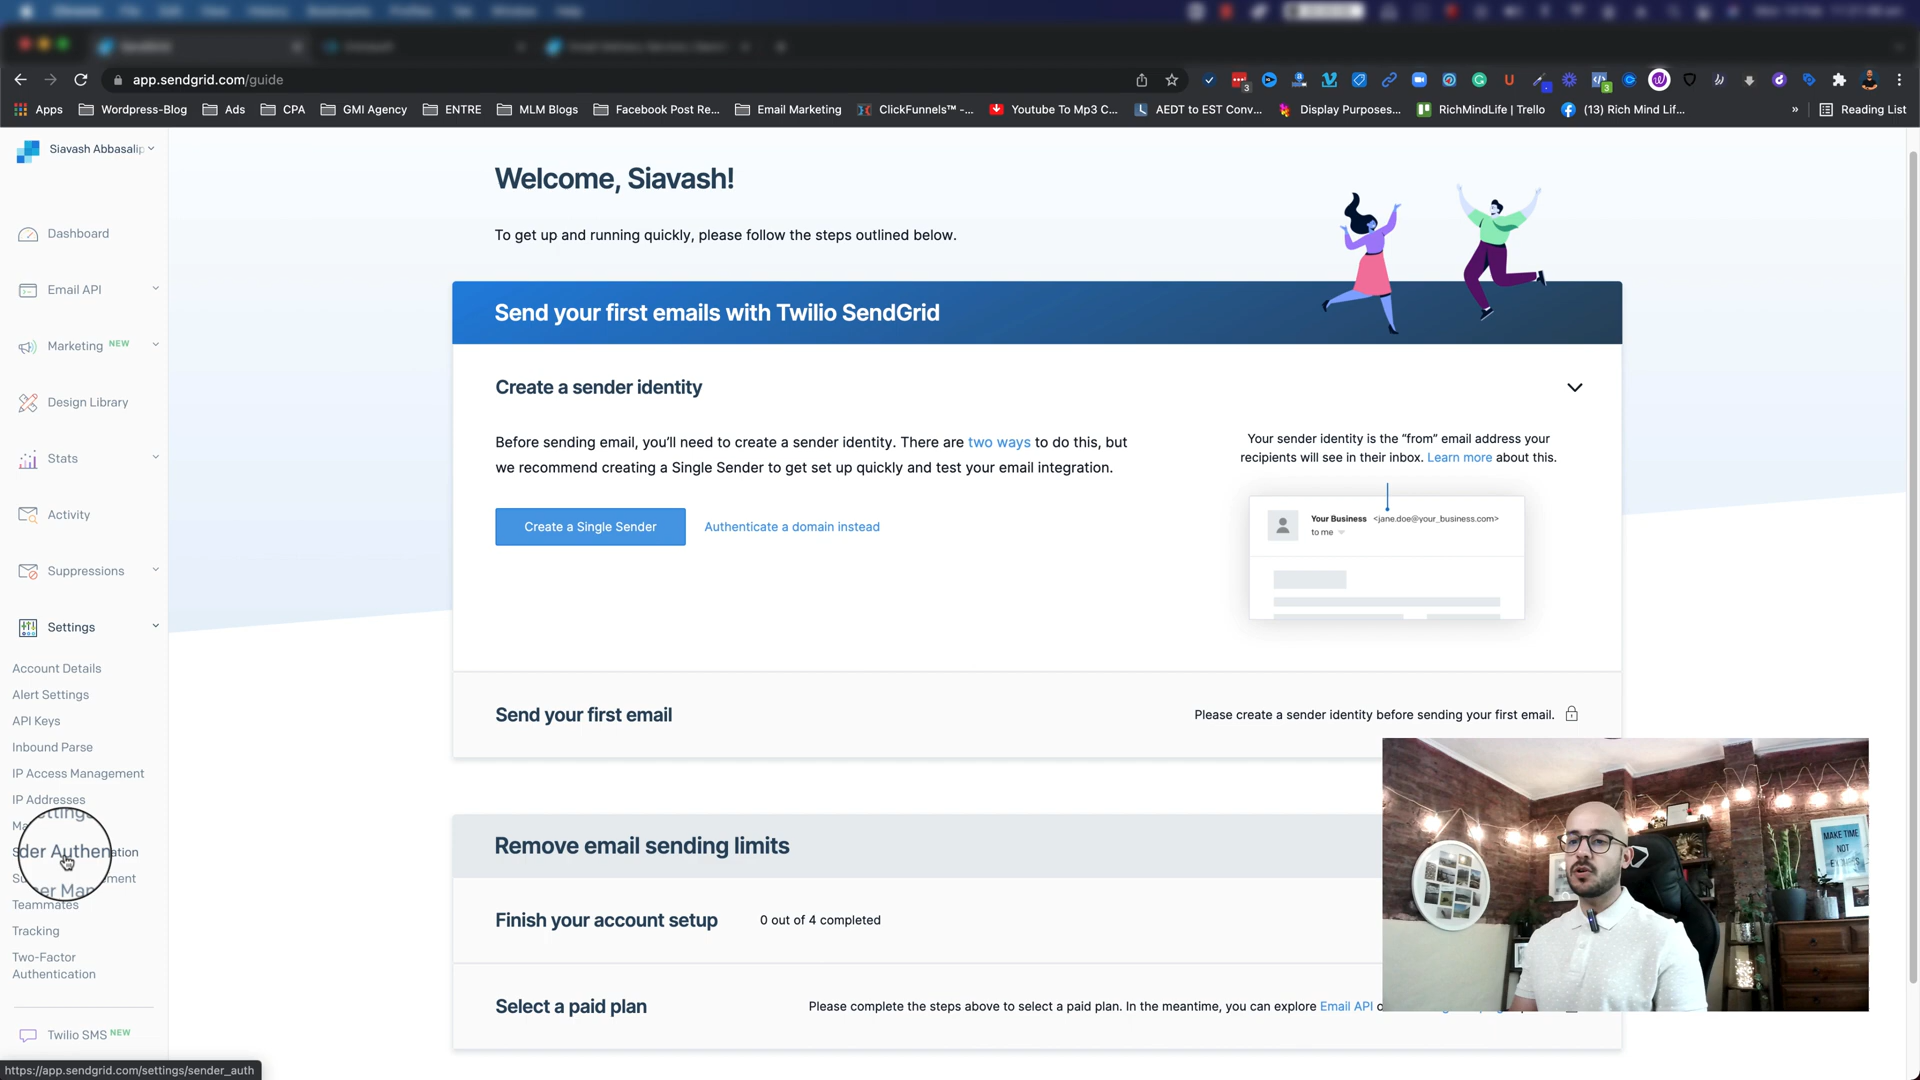 app.sendgrid.com/guide
Apps
Wordpress-Blog
Ads
CPA
GMI Agency
ENTRE
MLM Blogs
Facebook Post Re...
Email Marketing
ClickFunnels™ -...
Youtube To Mp3 C...
AEDT to EST Conv...
Display Purposes...
RichMindLife | Trello
(13) Rich Mind Lif...
»
Reading List
Siavash Abbasalip
Dashboard
Email API
Marketing NEW
Design Library
Stats
Activity
Suppressions
Settings
Account Details
Alert Settings
API Keys
Inbound Parse
IP Access Management
IP Addresses
Teammates
Tracking
Two-Factor
Authentication
Twilio SMS NEW
https://app.sendgrid.com/settings/sender_auth
Welcome, Siavash!
To get up and running quickly, please follow the steps outlined below.
Send your first emails with Twilio SendGrid
Create a sender identity
Before sending email, you'll need to create a sender identity. There are two ways to do this, but
we recommend creating a Single Sender to get set up quickly and test your email integration.
Create a Single Sender
Authenticate a domain instead
Your sender identity is the "from" email address your
recipients will see in their inbox. Learn more about this.
Your Business <jane.doe@your_business.com>
to me
Send your first email
Please create a sender identity before sending your first email.
Remove email sending limits
Finish your account setup
0 out of 4 completed
Select a paid plan
Please complete the steps above to select a paid plan. In the meantime, you can explore Email API
MAKE TIME
NOT